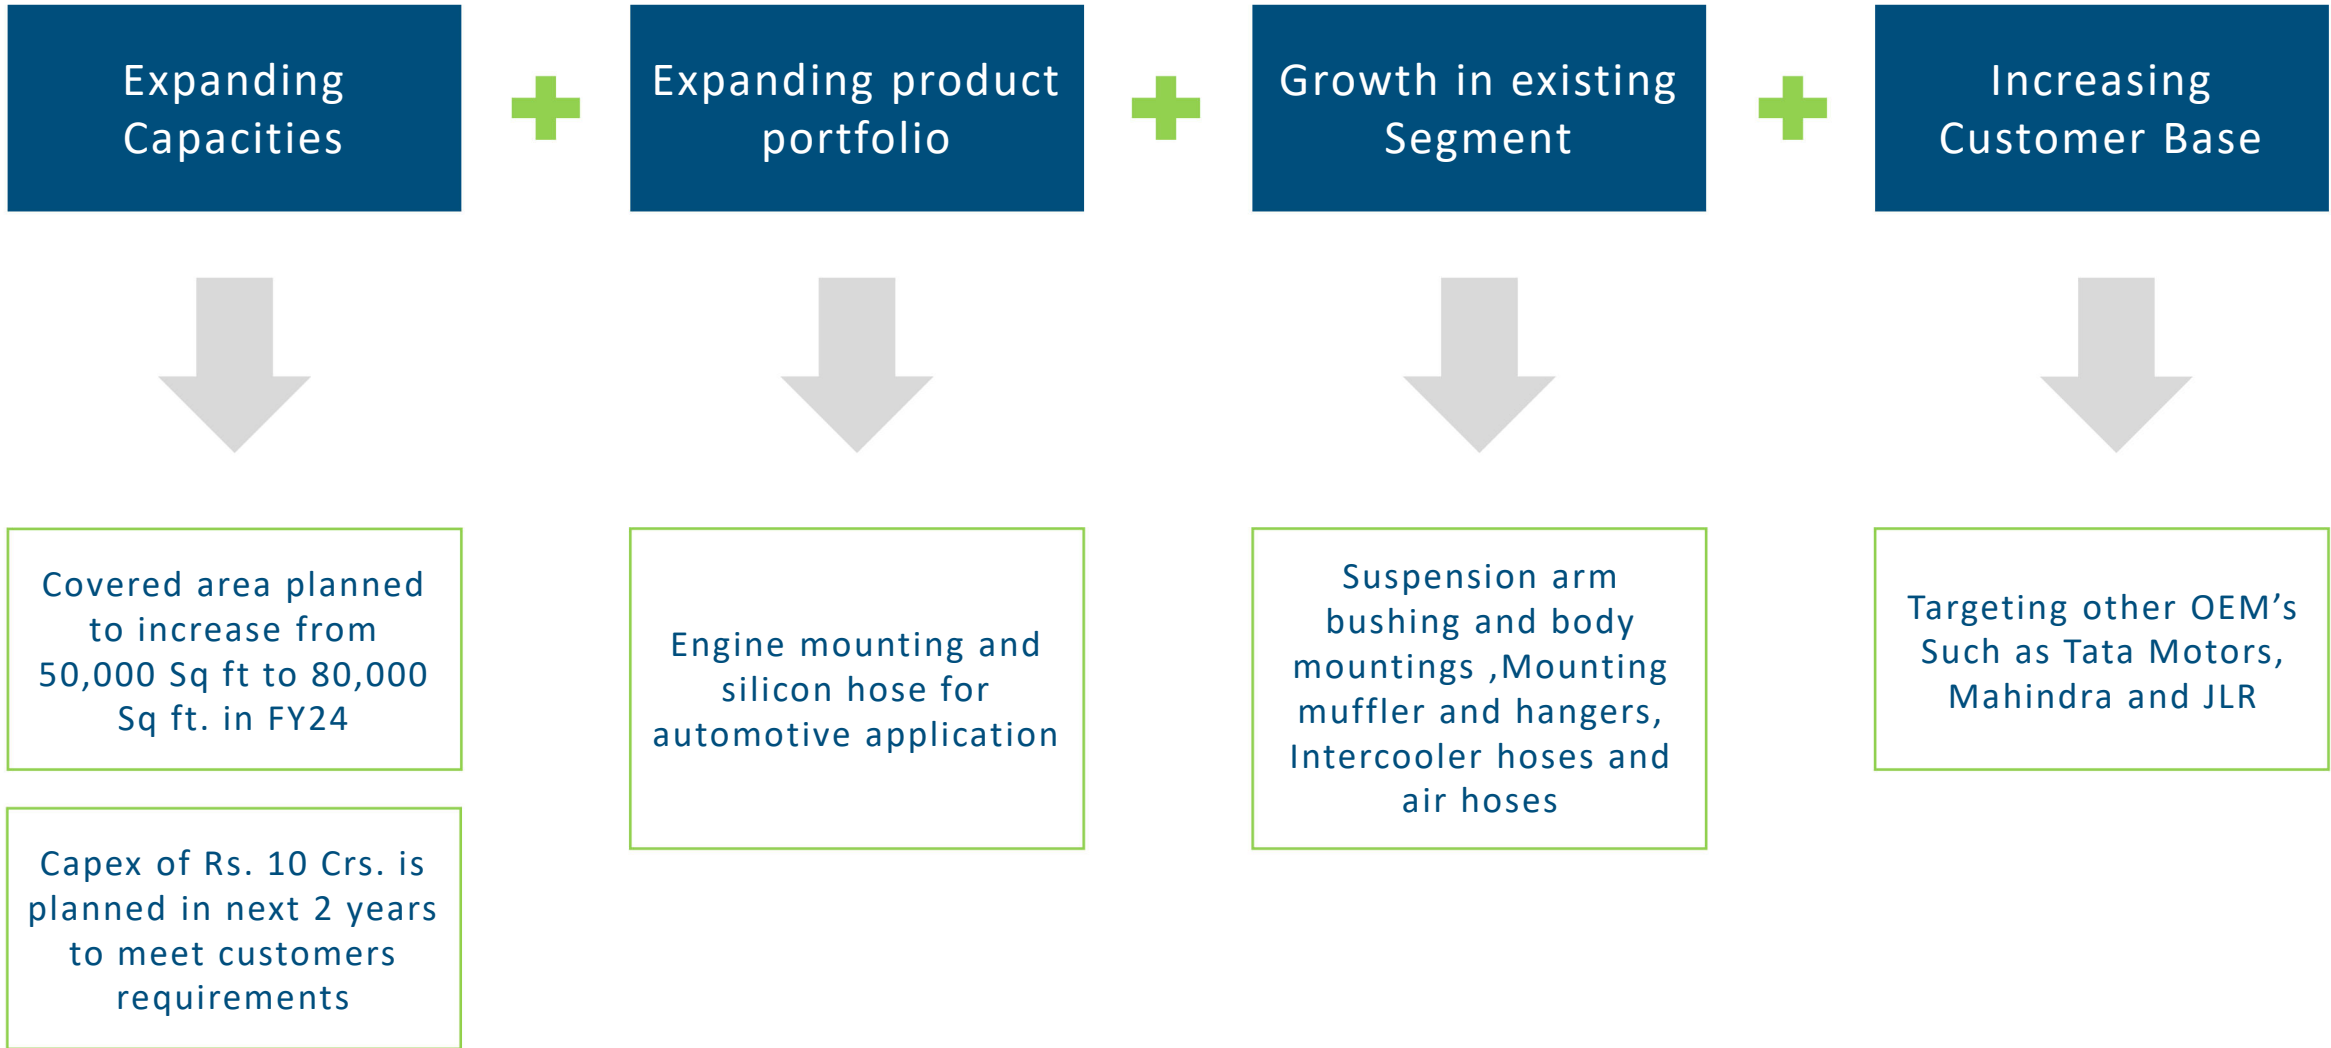 Expanding
Capacities
Expanding product
portfolio
Growth in existing
Segment
Increasing
Customer Base
Covered area planned
to increase from
50,000 Sq ft to 80,000
Sq ft. in FY24
Capex of Rs. 10 Crs. is
planned in next 2 years
to meet customers
requirements
Engine mounting and
silicon hose for
automotive application
Suspension arm
bushing and body
mountings ,Mounting
muffler and hangers,
Intercooler hoses and
air hoses
Targeting other OEM’s
Such as Tata Motors,
Mahindra and JLR